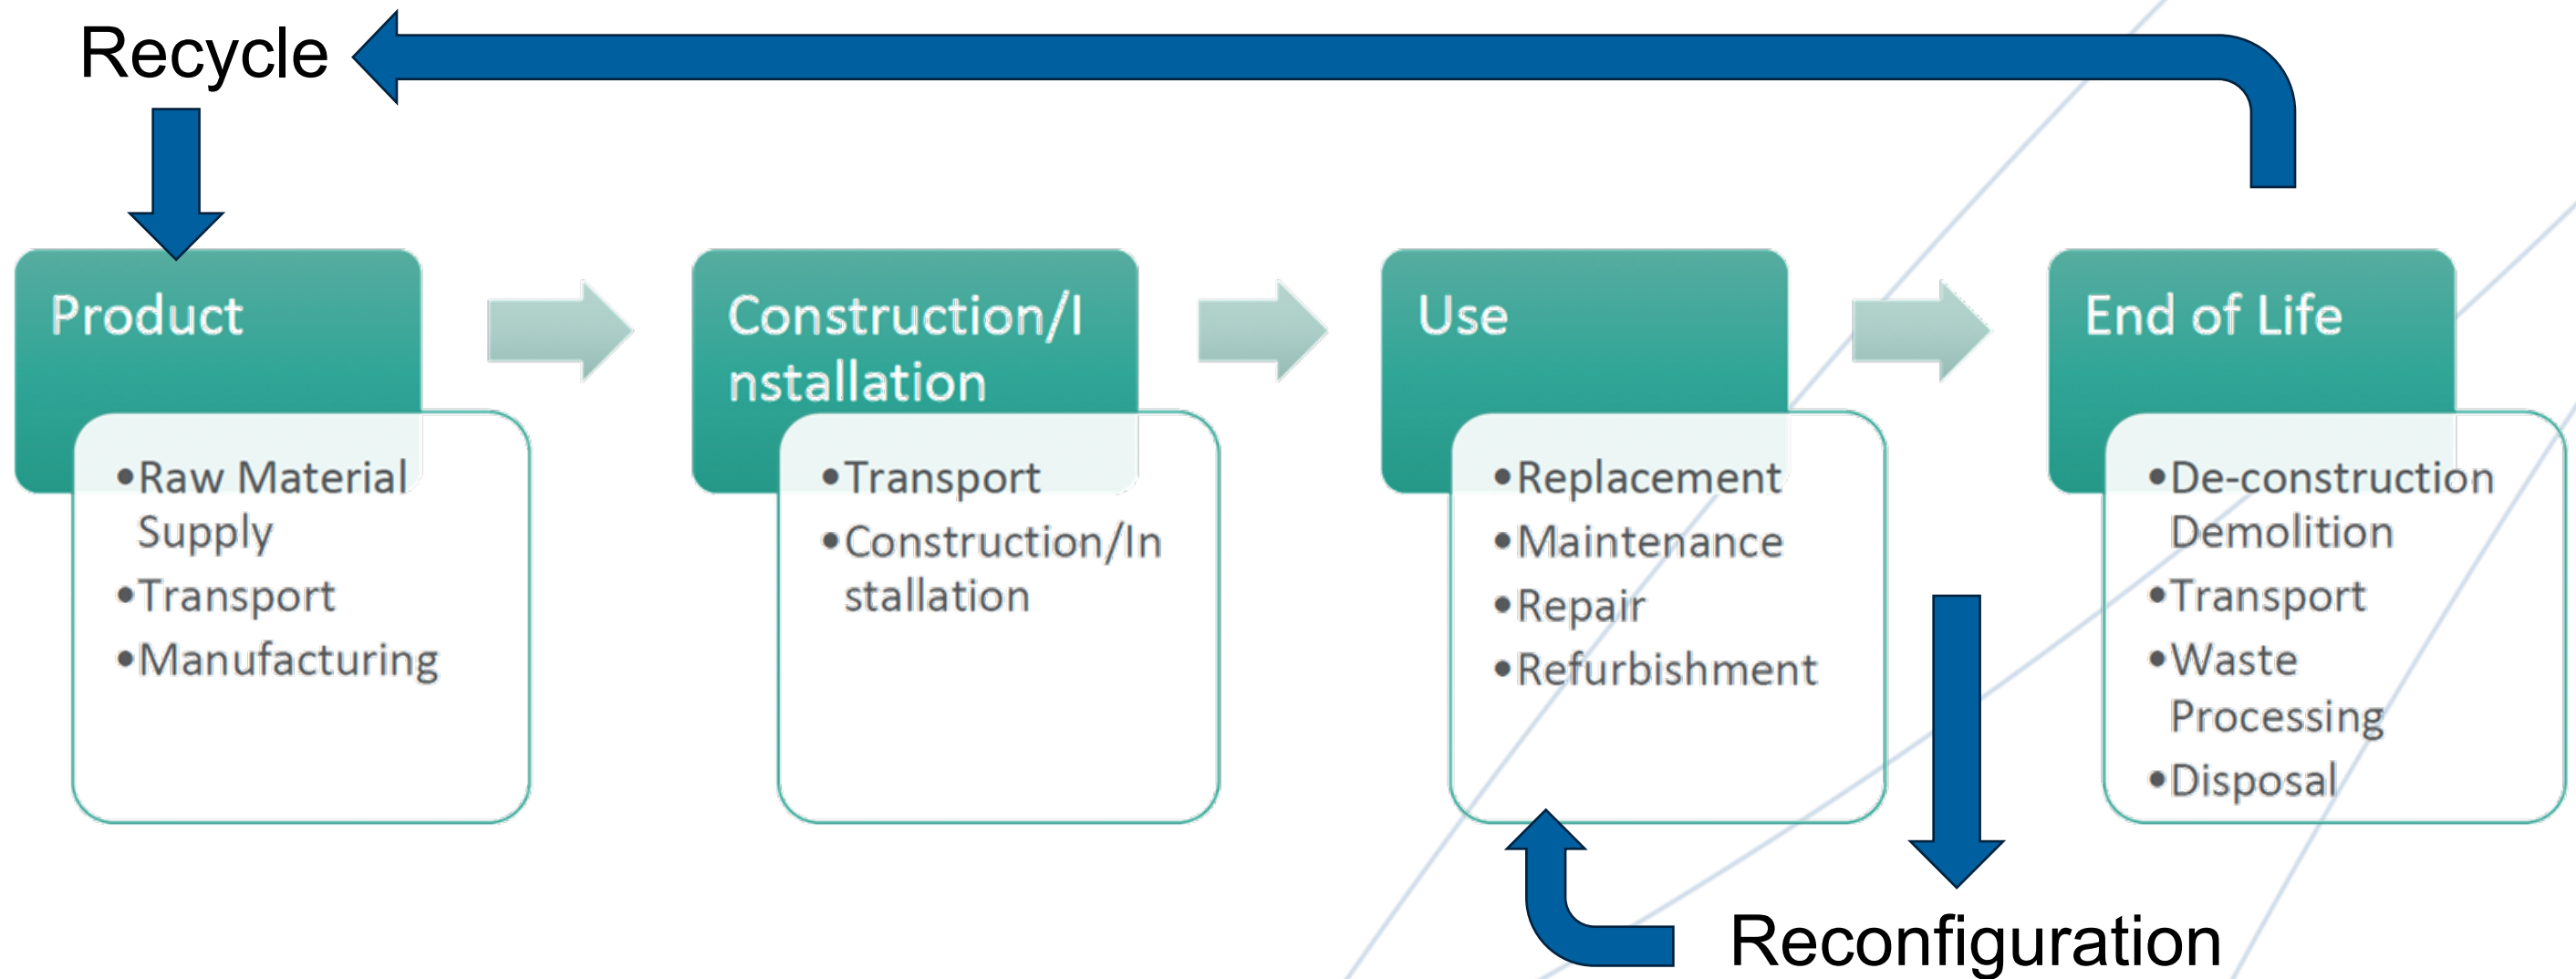 Recycle
Product
•Raw Material
Supply
•Transport
•Manufacturing
Construction/I
nstallation
•Transport
•Construction/In
stallation
Use
•Replacement
•Maintenance
•Repair
•Refurbishment
End of Life
•De-construction
Demolition
•Transport
•Waste
Processing
•Disposal
Reconfiguration